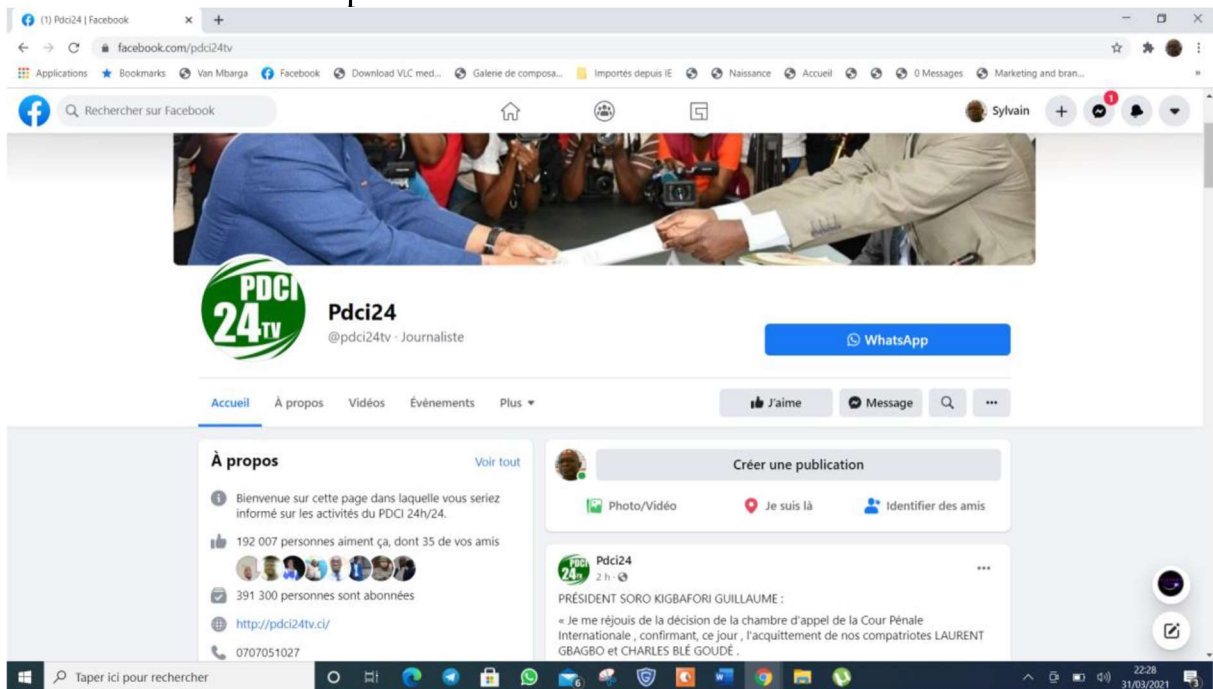 (1) Pdci24 | Facebook
facebook.com/pdci24tv
Applications Bookmarks Van Mbarga Facebook Download VLC med... Galerie de composa... Importés depuis IE Naissance Accueil 0 Messages Marketing and bran...
Rechercher sur Facebook
Sylvain
1
PDCI
24 TV
Pdci24
@pdci24tv · Journaliste
WhatsApp
Accueil À propos Vidéos Évènements Plus
J'aime Message
À propos Voir tout
Bienvenue sur cette page dans laquelle vous seriez
informé sur les activités du PDCI 24h/24.
192 007 personnes aiment ça, dont 35 de vos amis
391 300 personnes sont abonnées
http://pdci24tv.ci/
0707051027
Créer une publication
Photo/Vidéo Je suis là Identifier des amis
PDCI
24
Pdci24
2 h ·
PRÉSIDENT SORO KIGBAFORI GUILLAUME :
« Je me réjouis de la décision de la chambre d'appel de la Cour Pénale
Internationale , confirmant, ce jour , l'acquittement de nos compatriotes LAURENT
GBAGBO et CHARLES BLÉ GOUDÉ .
Taper ici pour rechercher
6
22:28
31/03/2021
3